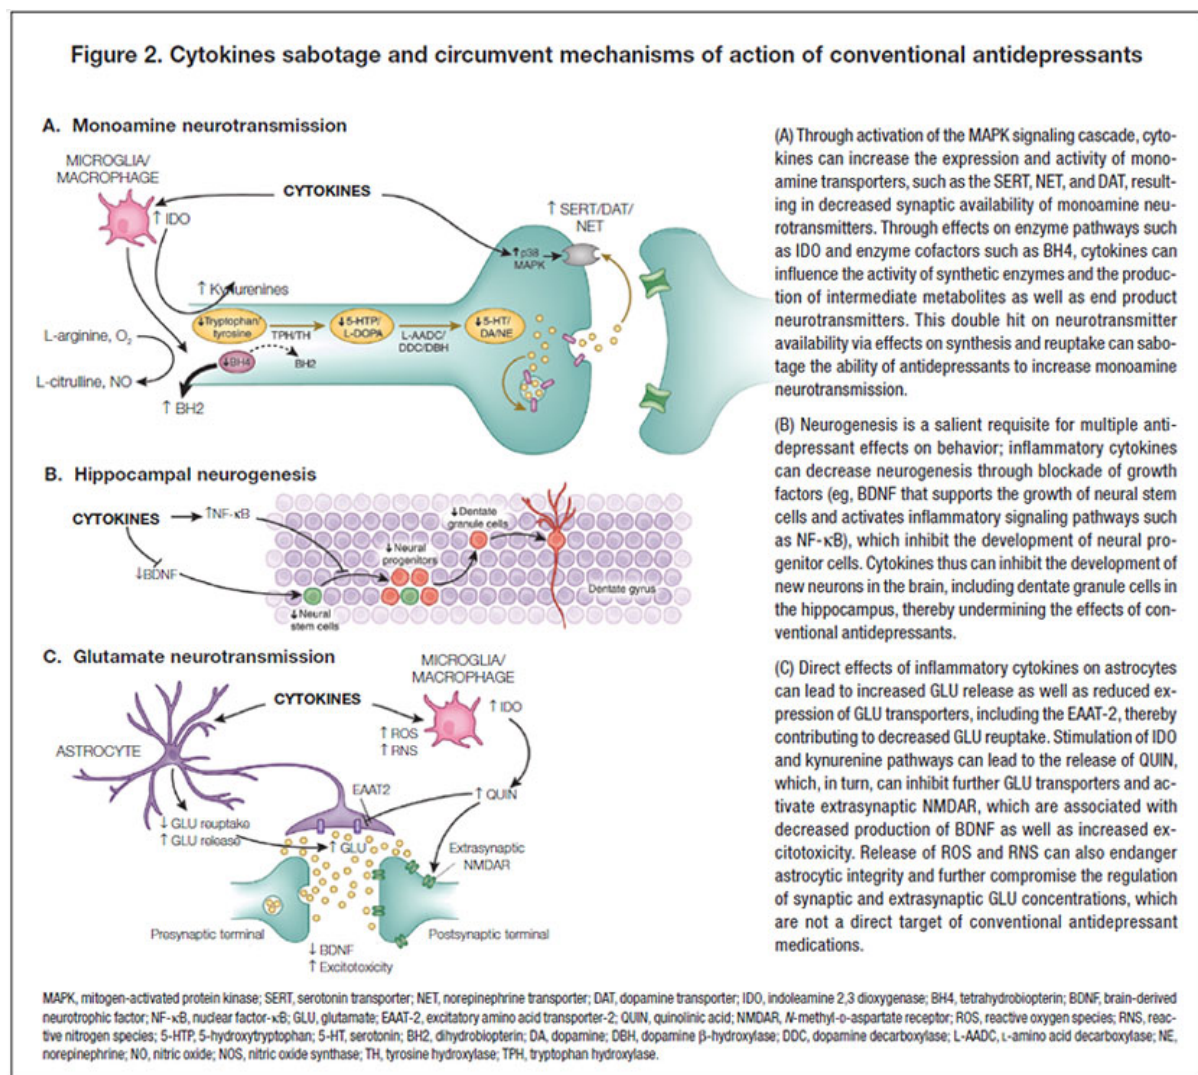 Figure 2. Cytokines sabotage and circumvent mechanisms of action of conventional antidepressants
A. Monoamine neurotransmission
MICROGLIA/
MACROPHAGE
CYTOKINES
↑ IDO
↑ SERT/DAT/
NET
↑p38
MAPK
↑ Kynurenines
↓Tryptophan/
tyrosine
TPH/TH
↓5-HTP/
L-DOPA
L-AADC/
DDC/DBH
↓5-HT/
DA/NE
L-arginine, O₂
↓BH4
BH2
L-citrulline, NO
↑ BH2
B. Hippocampal neurogenesis
CYTOKINES
↑NF-κB
↓Dentate
granule cells
↓Neural
progenitors
↓BDNF
Dentate gyrus
↓Neural
stem cells
C. Glutamate neurotransmission
MICROGLIA/
MACROPHAGE
CYTOKINES
↑ IDO
↑ ROS
↑ RNS
ASTROCYTE
EAAT2
↑ QUIN
↓ GLU reuptake
↑ GLU release
↑ GLU
Extrasynaptic
NMDAR
Presynaptic terminal
Postsynaptic terminal
↓ BDNF
↑ Excitotoxicity
(A) Through activation of the MAPK signaling cascade, cyto-
kines can increase the expression and activity of mono-
amine transporters, such as the SERT, NET, and DAT, result-
ing in decreased synaptic availability of monoamine neu-
rotransmitters. Through effects on enzyme pathways such
as IDO and enzyme cofactors such as BH4, cytokines can
influence the activity of synthetic enzymes and the produc-
tion of intermediate metabolites as well as end product
neurotransmitters. This double hit on neurotransmitter
availability via effects on synthesis and reuptake can sabo-
tage the ability of antidepressants to increase monoamine
neurotransmission.
(B) Neurogenesis is a salient requisite for multiple anti-
depressant effects on behavior; inflammatory cytokines
can decrease neurogenesis through blockade of growth
factors (eg, BDNF that supports the growth of neural stem
cells and activates inflammatory signaling pathways such
as NF-κB), which inhibit the development of neural pro-
genitor cells. Cytokines thus can inhibit the development of
new neurons in the brain, including dentate granule cells in
the hippocampus, thereby undermining the effects of con-
ventional antidepressants.
(C) Direct effects of inflammatory cytokines on astrocytes
can lead to increased GLU release as well as reduced ex-
pression of GLU transporters, including the EAAT-2, thereby
contributing to decreased GLU reuptake. Stimulation of IDO
and kynurenine pathways can lead to the release of QUIN,
which, in turn, can inhibit further GLU transporters and ac-
tivate extrasynaptic NMDAR, which are associated with
decreased production of BDNF as well as increased ex-
citotoxicity. Release of ROS and RNS can also endanger
astrocytic integrity and further compromise the regulation
of synaptic and extrasynaptic GLU concentrations, which
are not a direct target of conventional antidepressant
medications.
MAPK, mitogen-activated protein kinase; SERT, serotonin transporter; NET, norepinephrine transporter; DAT, dopamine transporter; IDO, indoleamine 2,3 dioxygenase; BH4, tetrahydrobiopterin; BDNF, brain-derived
neurotrophic factor; NF-κB, nuclear factor-κB; GLU, glutamate; EAAT-2, excitatory amino acid transporter-2; QUIN, quinolinic acid; NMDAR, N-methyl-D-aspartate receptor; ROS, reactive oxygen species; RNS, reac-
tive nitrogen species; 5-HTP, 5-hydroxytryptophan; 5-HT, serotonin; BH2, dihydrobiopterin; DA, dopamine; DBH, dopamine β-hydroxylase; DDC, dopamine decarboxylase; L-AADC, L-amino acid decarboxylase; NE,
norepinephrine; NO, nitric oxide; NOS, nitric oxide synthase; TH, tyrosine hydroxylase; TPH, tryptophan hydroxylase.